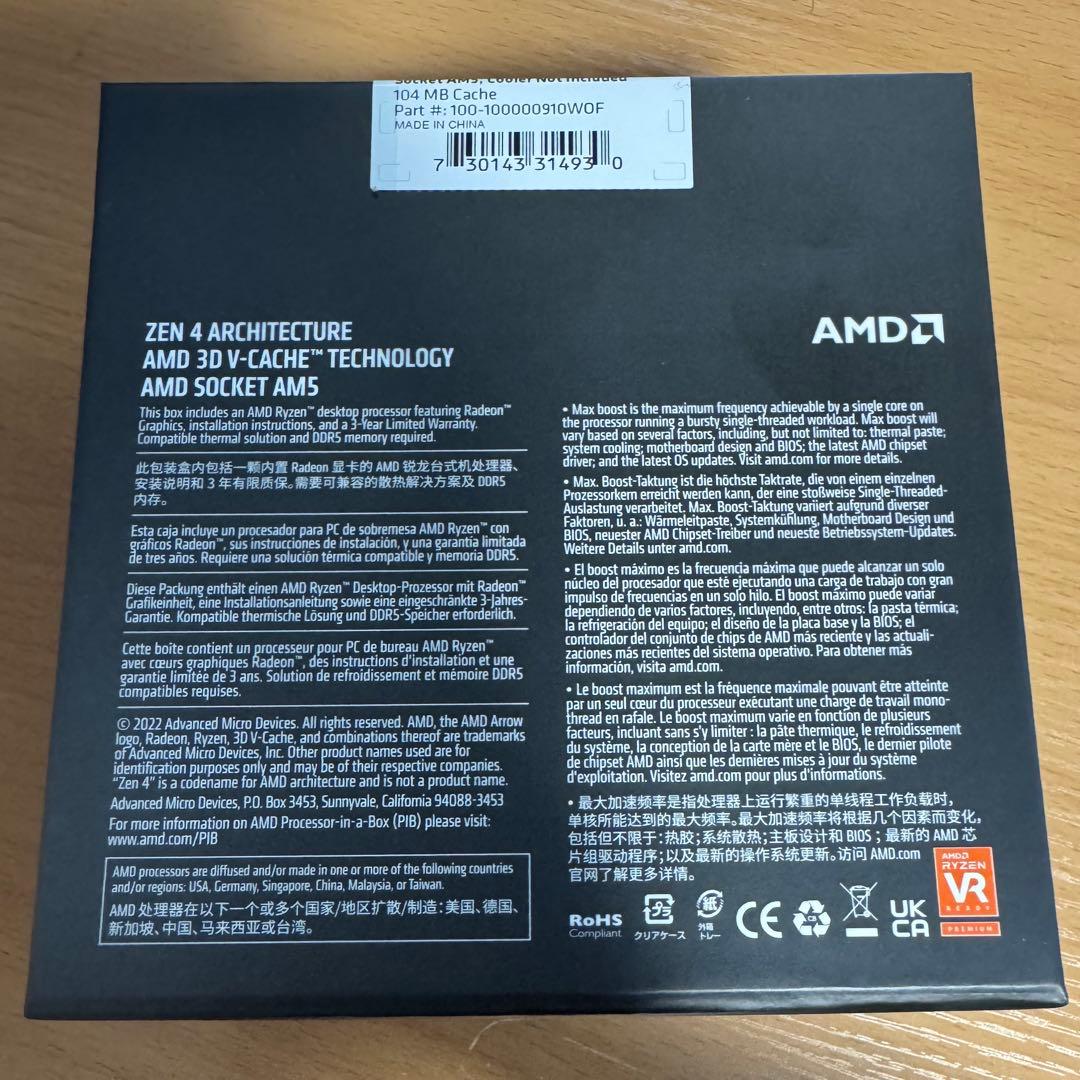 Socket AM5, Cooler Not Included
104 MB Cache
Part #: 100-100000910WOF
MADE IN CHINA
7 30143 31493 0
ZEN 4 ARCHITECTURE
AMD 3D V-CACHE™ TECHNOLOGY
AMD SOCKET AM5
This box includes an AMD Ryzen™ desktop processor featuring Radeon™
Graphics, installation instructions, and a 3-Year Limited Warranty.
Compatible thermal solution and DDR5 memory required.
此包装盒内包括一颗内置 Radeon 显卡的 AMD 锐龙台式机处理器、
安装说明和 3 年有限质保。需要可兼容的散热解决方案及 DDR5
内存。
Esta caja incluye un procesador para PC de sobremesa AMD Ryzen™ con
gráficos Radeon™, sus instrucciones de instalación, y una garantía limitada
de tres años. Requiere una solución térmica compatible y memoria DDR5.
Diese Packung enthält einen AMD Ryzen™ Desktop-Prozessor mit Radeon™
Grafikeinheit, eine Installationsanleitung sowie eine eingeschränkte 3-Jahres-
Garantie. Kompatible thermische Lösung und DDR5-Speicher erforderlich.
Cette boîte contient un processeur pour PC de bureau AMD Ryzen™
avec cœurs graphiques Radeon™, des instructions d'installation et une
garantie limitée de 3 ans. Solution de refroidissement et mémoire DDR5
compatibles requises.
© 2022 Advanced Micro Devices. All rights reserved. AMD, the AMD Arrow
logo, Radeon, Ryzen, 3D V-Cache, and combinations thereof are trademarks
of Advanced Micro Devices, Inc. Other product names used are for
identification purposes only and may be of their respective companies.
"Zen 4" is a codename for AMD architecture and is not a product name.
Advanced Micro Devices, P.O. Box 3453, Sunnyvale, California 94088-3453
For more information on AMD Processor-in-a-Box (PIB) please visit:
www.amd.com/PIB
AMD processors are diffused and/or made in one or more of the following countries
and/or regions: USA, Germany, Singapore, China, Malaysia, or Taiwan.
AMD 处理器在以下一个或多个国家/地区扩散/制造：美国、德国、
新加坡、中国、马来西亚或台湾。
AMD
• Max boost is the maximum frequency achievable by a single core on
the processor running a bursty single-threaded workload. Max boost will
vary based on several factors, including, but not limited to: thermal paste;
system cooling; motherboard design and BIOS; the latest AMD chipset
driver; and the latest OS updates. Visit amd.com for more details.
• Max. Boost-Taktung ist die höchste Taktrate, die von einem einzelnen
Prozessorkern erreicht werden kann, der eine stoßweise Single-Threaded-
Auslastung verarbeitet. Max. Boost-Taktung variiert aufgrund diverser
Faktoren, u. a.: Wärmeleitpaste, Systemkühlung, Motherboard Design und
BIOS, neuester AMD Chipset-Treiber und neueste Betriebssystem-Updates.
Weitere Details unter amd.com.
• El boost máximo es la frecuencia máxima que puede alcanzar un solo
núcleo del procesador que esté ejecutando una carga de trabajo con gran
impulso de frecuencias en un solo hilo. El boost máximo puede variar
dependiendo de varios factores, incluyendo, entre otros: la pasta térmica;
la refrigeración del equipo; el diseño de la placa base y la BIOS; el
controlador del conjunto de chips de AMD más reciente y las actuali-
zaciones más recientes del sistema operativo. Para obtener más
información, visita amd.com.
• Le boost maximum est la fréquence maximale pouvant être atteinte
par un seul cœur du processeur exécutant une charge de travail mono-
thread en rafale. Le boost maximum varie en fonction de plusieurs
facteurs, incluant sans s'y limiter : la pâte thermique, le refroidissement
du système, la conception de la carte mère et le BIOS, le dernier pilote
de chipset AMD ainsi que les dernières mises à jour du système
d'exploitation. Visitez amd.com pour plus d'informations.
• 最大加速频率是指处理器上运行繁重的单线程工作负载时，
单核所能达到的最大频率。最大加速频率将根据几个因素而变化，
包括但不限于：热胶；系统散热；主板设计和 BIOS；最新的 AMD 芯
片组驱动程序；以及最新的操作系统更新。访问 AMD.com
官网了解更多详情。
RoHS
Compliant
プラ
クリアケース
紙
外箱
トレー
CE
CB
UK
CA
AMD
RYZEN
VR
READY
PREMIUM